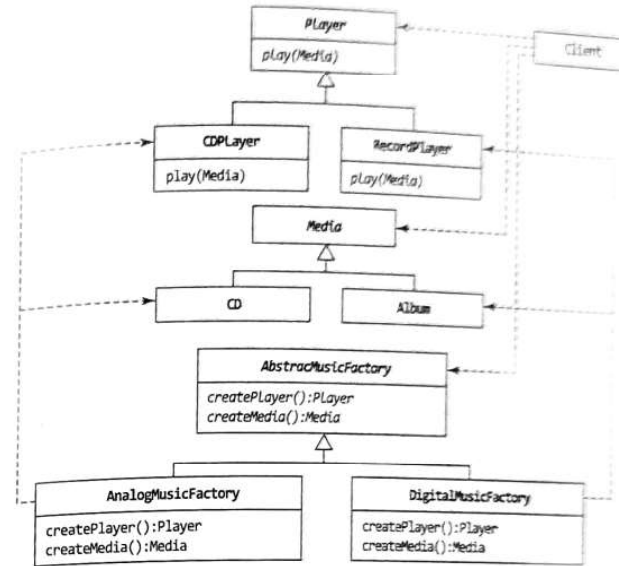 Player
play(Media)
Client
CDPLayer
play(Media)
RecordPlayer
play(Media)
Media
CD
Album
AbstracMusicFactory
createPlayer():Player
createMedia():Media
AnalogMusicFactory
createPlayer():Player
createMedia():Media
DigitalMusicFactory
createPlayer():Player
createMedia():Media